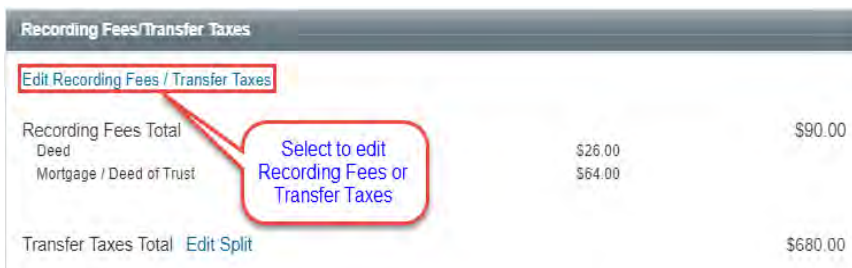 Recording Fees/Transfer Taxes
Edit Recording Fees / Transfer Taxes
Recording Fees Total $90.00
Deed $26.00
Mortgage / Deed of Trust $64.00
Select to edit
Recording Fees or
Transfer Taxes
Transfer Taxes Total Edit Split $680.00